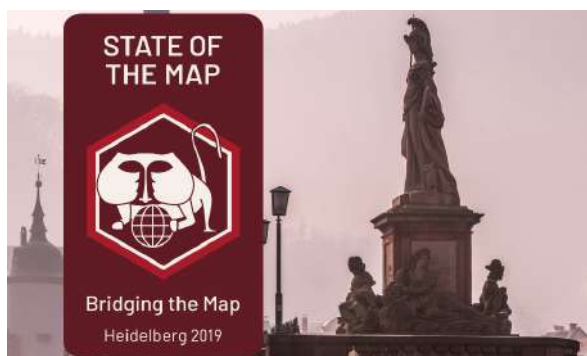 STATE OF
THE MAP
Bridging the Map
Heidelberg 2019